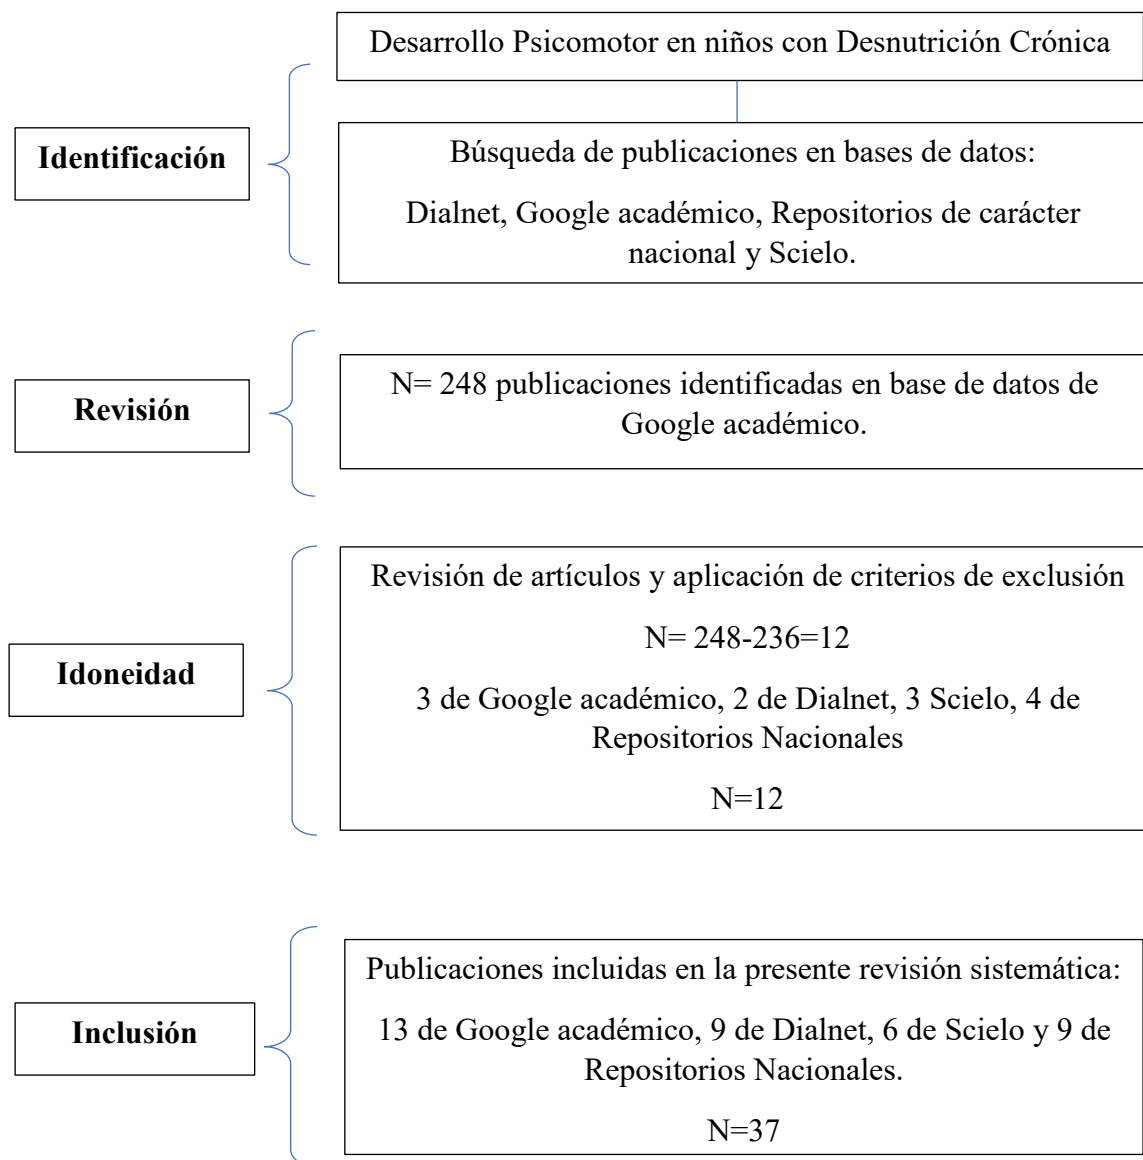 Desarrollo Psicomotor en niños con Desnutrición Crónica
Identificación
Búsqueda de publicaciones en bases de datos:
Dialnet, Google académico, Repositorios de carácter
nacional y Scielo.
Revisión
N= 248 publicaciones identificadas en base de datos de
Google académico.
Idoneidad
Revisión de artículos y aplicación de criterios de exclusión
N= 248-236=12
3 de Google académico, 2 de Dialnet, 3 Scielo, 4 de
Repositorios Nacionales
N=12
Inclusión
Publicaciones incluidas en la presente revisión sistemática:
13 de Google académico, 9 de Dialnet, 6 de Scielo y 9 de
Repositorios Nacionales.
N=37